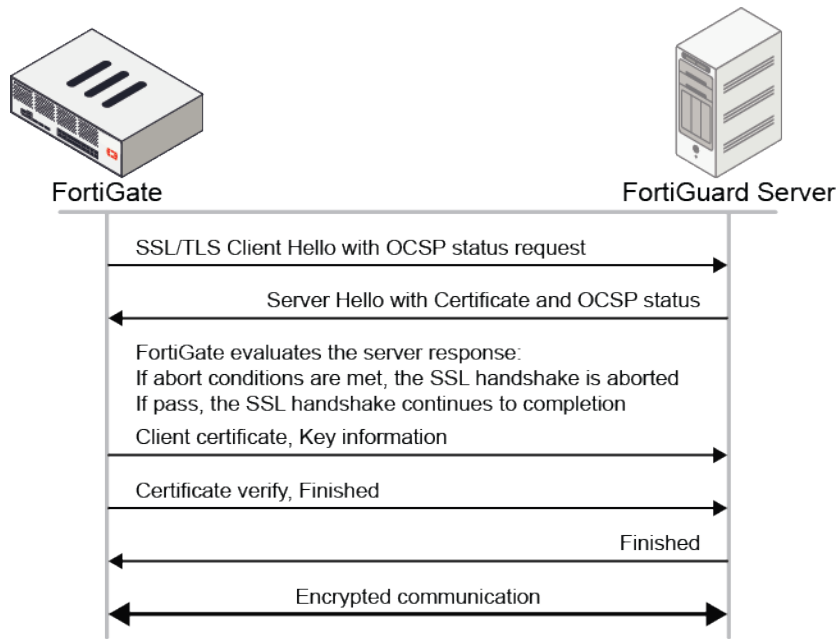 FortiGate
FortiGuard Server
SSL/TLS Client Hello with OCSP status request
Server Hello with Certificate and OCSP status
FortiGate evaluates the server response:
If abort conditions are met, the SSL handshake is aborted
If pass, the SSL handshake continues to completion
Client certificate, Key information
Certificate verify, Finished
Finished
Encrypted communication